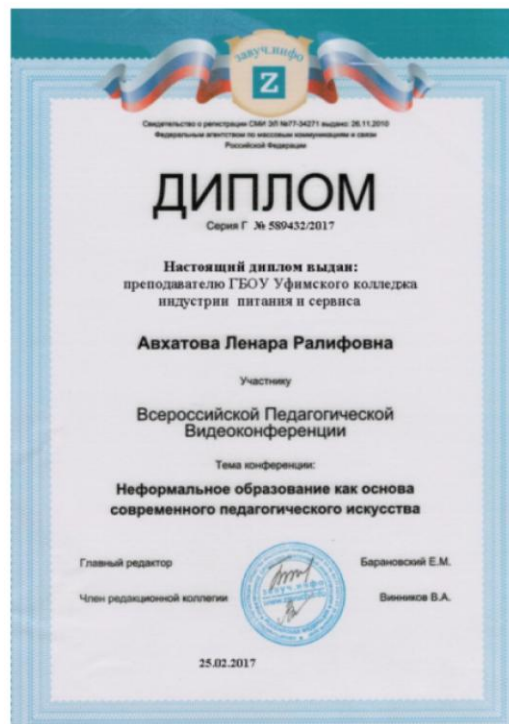 завуч.инфо
Z
Свидетельство о регистрации СМИ ЭЛ №77-34271 выдано: 26.11.2010
Федеральным агентством по массовым коммуникациям и связи
Российской Федерации
ДИПЛОМ
Серия Г № 589432/2017
Настоящий диплом выдан:
преподавателю ГБОУ Уфимского колледжа
индустрии питания и сервиса
Авхатова Ленара Ралифовна
Участнику
Всероссийской Педагогической
Видеоконференции
Тема конференции:
Неформальное образование как основа
современного педагогического искусства
Главный редактор
Барановский Е.М.
завуч.инфо
Член редакционной коллегии
Винников В.А.
25.02.2017